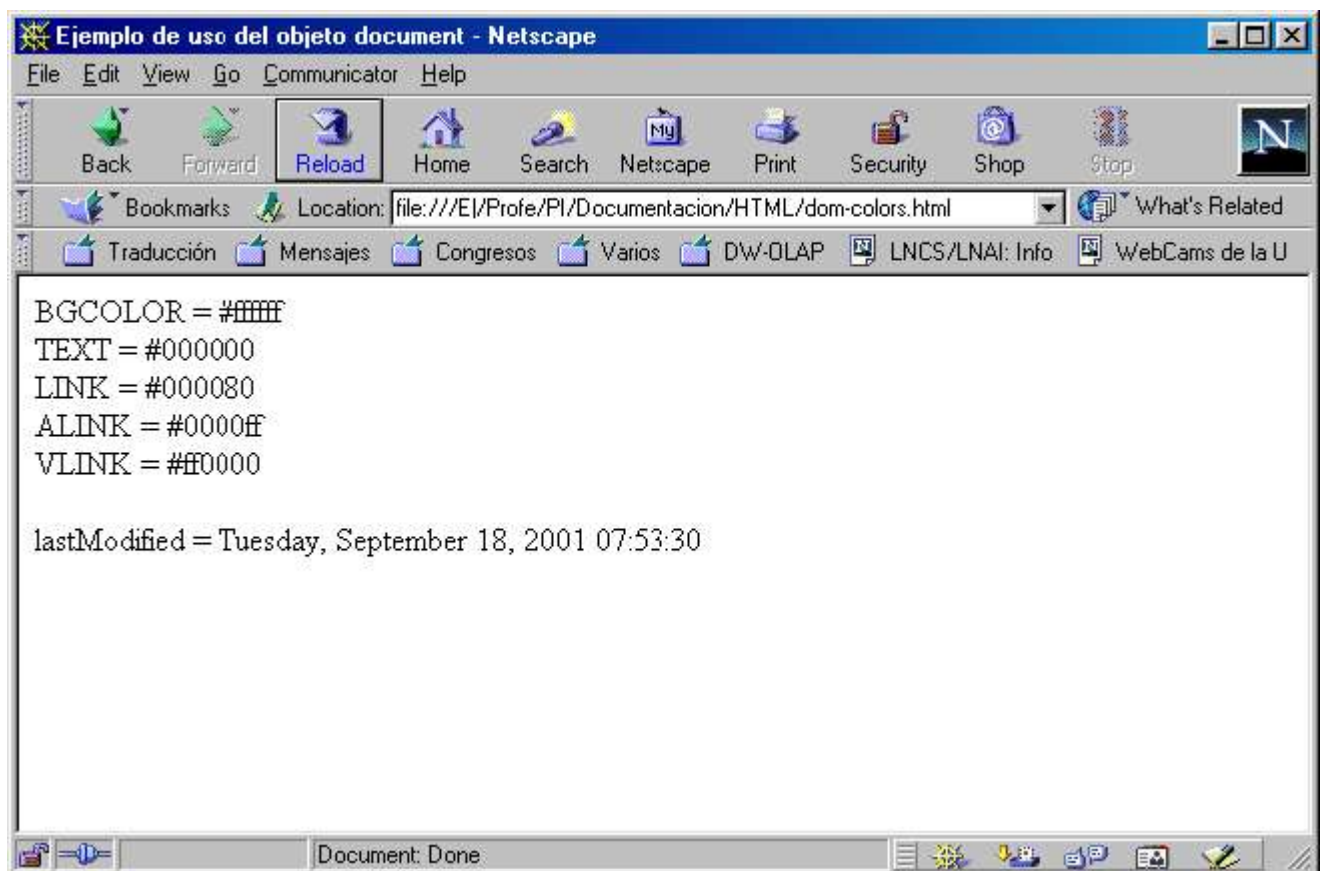 Ejemplo de uso del objeto document - Netscape
File Edit View Go Communicator Help
Back Forward Reload Home Search Netscape Print Security Shop Stop
My
N
Bookmarks Location: file:///E|/Profe/PI/Documentacion/HTML/dom-colors.html What's Related
Traducción Mensajes Congresos Varios DW-OLAP LNCS/LNAI: Info WebCams de la U
BGCOLOR = #ffffff
TEXT = #000000
LINK = #000080
ALINK = #0000ff
VLINK = #ff0000
lastModified = Tuesday, September 18, 2001 07:53:30
Document: Done